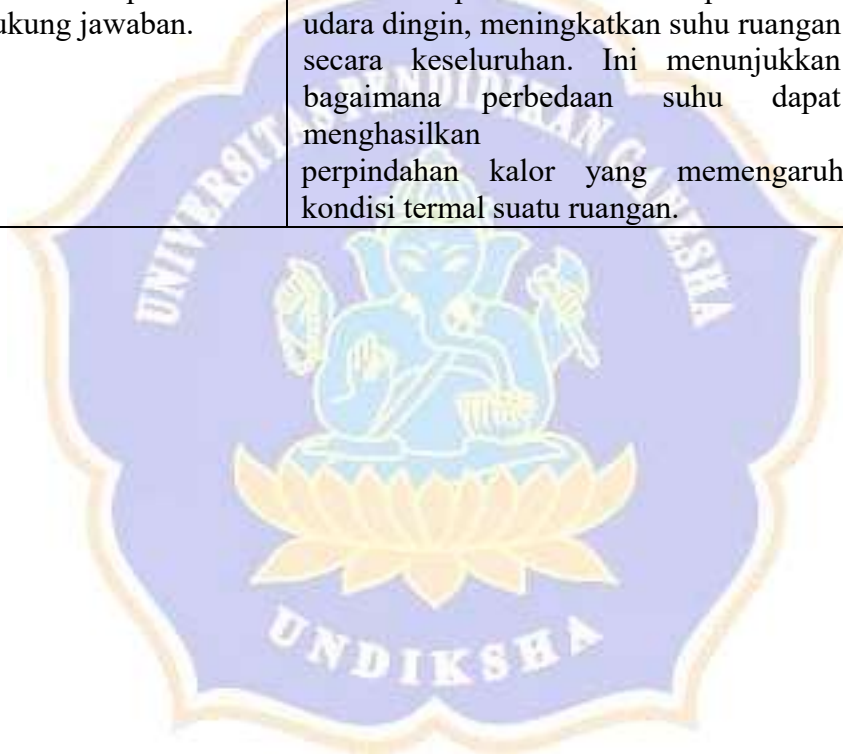 ukung jawaban.
udara dingin, meningkatkan suhu ruangan
secara keseluruhan. Ini menunjukkan
bagaimana perbedaan suhu dapat
menghasilkan
perpindahan kalor yang memengaruh
kondisi termal suatu ruangan.
UNIVERSITAS PENDIDIKAN GANESHA
UNDIKSHA